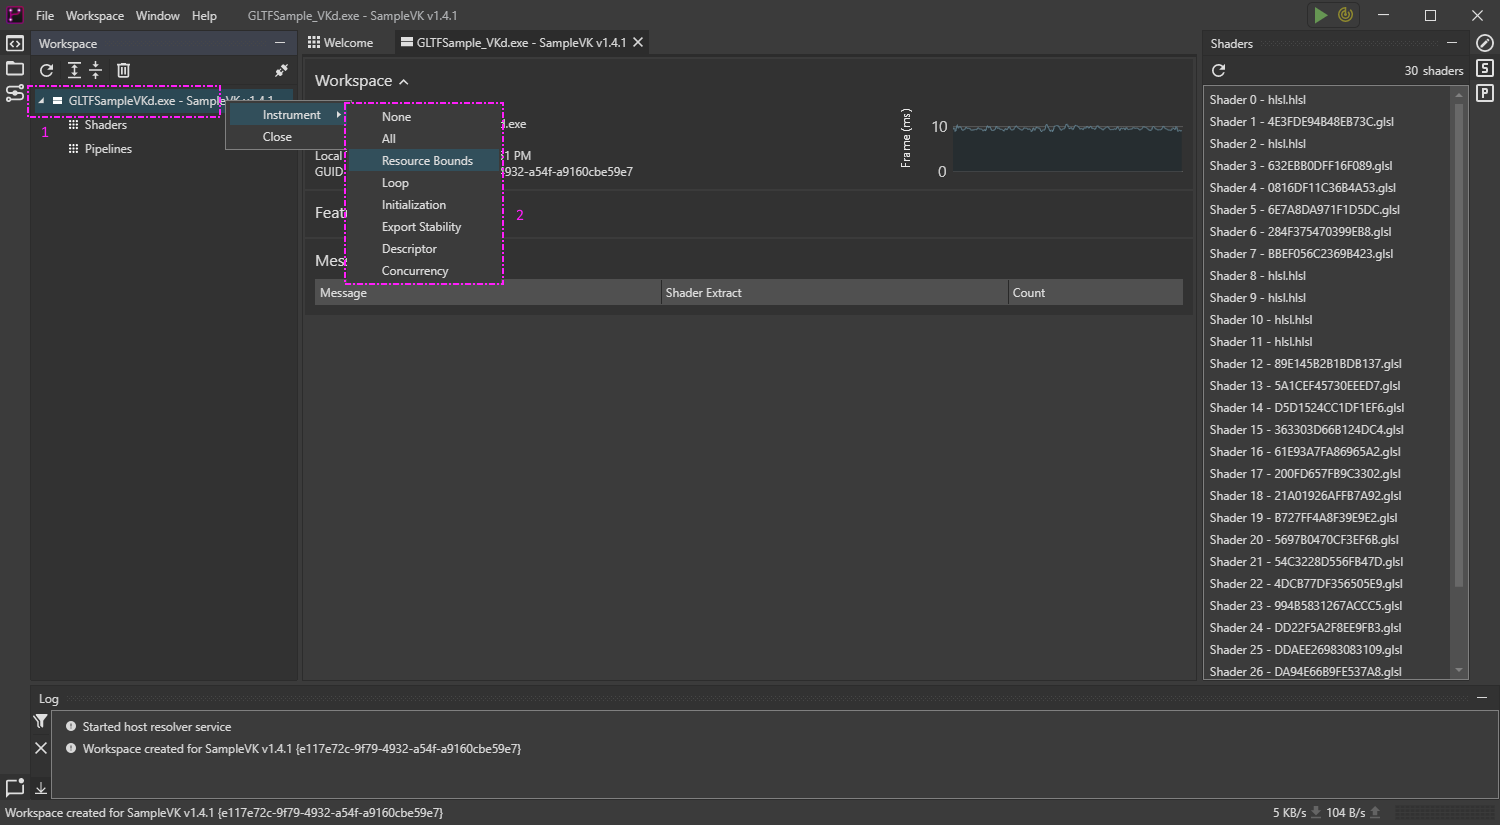 File Workspace Window Help GLTFSample_VKd.exe - SampleVK v1.4.1
Workspace
GLTFSampleVKd.exe - SampleVK v1.4.1
1
Shaders
Pipelines
Instrument
Close
None
All
Resource Bounds
Loop
Initialization
Export Stability
Descriptor
Concurrency
2
Welcome GLTFSample_VKd.exe - SampleVK v1.4.1
Workspace
d.exe
Local 1 PM
GUID 932-a54f-a9160cbe59e7
Frame (ms)
10
0
Feat
Mes
Message Shader Extract Count
Shaders
30 shaders
Shader 0 - hlsl.hlsl
Shader 1 - 4E3FDE94B48EB73C.glsl
Shader 2 - hlsl.hlsl
Shader 3 - 632EBB0DFF16F089.glsl
Shader 4 - 0816DF11C36B4A53.glsl
Shader 5 - 6E7A8DA971F1D5DC.glsl
Shader 6 - 284F375470399EB8.glsl
Shader 7 - BBEF056C2369B423.glsl
Shader 8 - hlsl.hlsl
Shader 9 - hlsl.hlsl
Shader 10 - hlsl.hlsl
Shader 11 - hlsl.hlsl
Shader 12 - 89E145B2B1BDB137.glsl
Shader 13 - 5A1CEF45730EEED7.glsl
Shader 14 - D5D1524CC1DF1EF6.glsl
Shader 15 - 363303D66B124DC4.glsl
Shader 16 - 61E93A7FA86965A2.glsl
Shader 17 - 200FD657FB9C3302.glsl
Shader 18 - 21A01926AFFB7A92.glsl
Shader 19 - B727FF4A8F39E9E2.glsl
Shader 20 - 5697B0470CF3EF6B.glsl
Shader 21 - 54C3228D556FB47D.glsl
Shader 22 - 4DCB77DF356505E9.glsl
Shader 23 - 994B5831267ACCC5.glsl
Shader 24 - DD22F5A2F8EE9FB3.glsl
Shader 25 - DDAEE26983083109.glsl
Shader 26 - DA94E66B9FE537A8.glsl
S
P
Log
Started host resolver service
Workspace created for SampleVK v1.4.1 {e117e72c-9f79-4932-a54f-a9160cbe59e7}
Workspace created for SampleVK v1.4.1 {e117e72c-9f79-4932-a54f-a9160cbe59e7} 5 KB/s 104 B/s